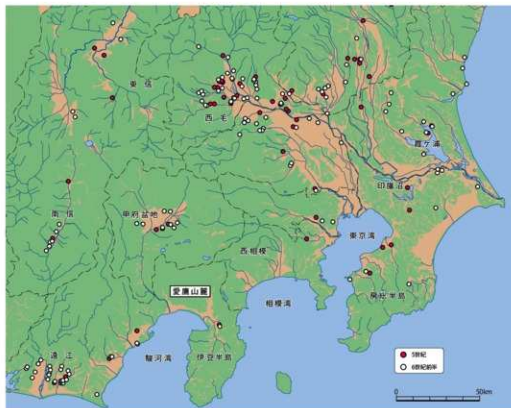 東信
西毛
霞ケ浦
印旛沼
南信
甲府盆地
東京湾
西相模
愛鷹山麓
相模湾
房総半島
遠江
駿河湾
伊豆半島
5世紀
6世紀前半
0
50km